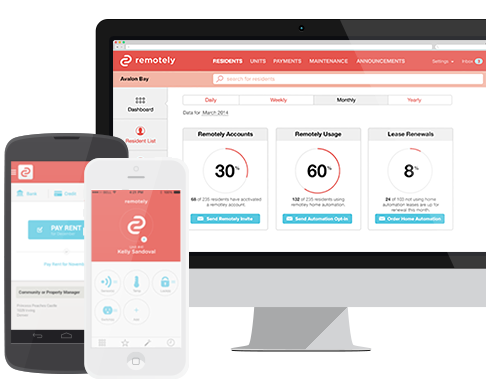 remotely
RESIDENTS UNITS PAYMENTS MAINTENANCE ANNOUNCEMENTS
Settings
Inbox
Avalon Bay
search for residents
Dashboard
Resident List
Daily Weekly Monthly Yearly
Data for March 2014
Remotely Accounts
30%
68 of 235 residents have activated
a remotely account.
Send Remotely Invite
Remotely Usage
60%
132 of 235 residents using
remotely home automation.
Send Automation Opt-In
Lease Renewals
8%
24 of 103 not using home
automation leases are up for
renewal this month.
Order Home Automation
Bank Credit
PAY RENT
Pay Rent for
Community or Property Manager
remotely
Kelly Sandoval